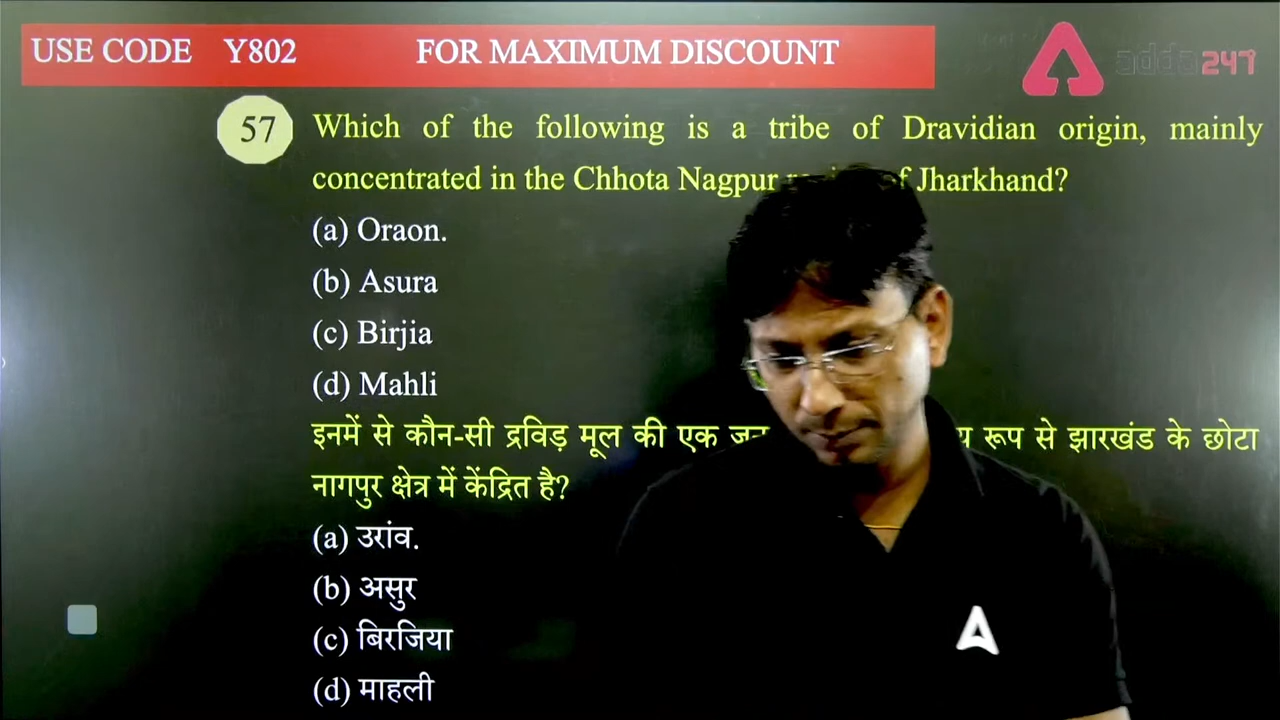 USE CODE Y802 FOR MAXIMUM DISCOUNT
adda247
57 Which of the following is a tribe of Dravidian origin, mainly
concentrated in the Chhota Nagpur of Jharkhand?
(a) Oraon.
(b) Asura
(c) Birjia
(d) Mahli
इनमें से कौन-सी द्रविड़ मूल की एक रूप से झारखंड के छोटा
नागपुर क्षेत्र में केंद्रित है?
(a) उरांव.
(b) असुर
(c) बिरजिया
(d) माहली